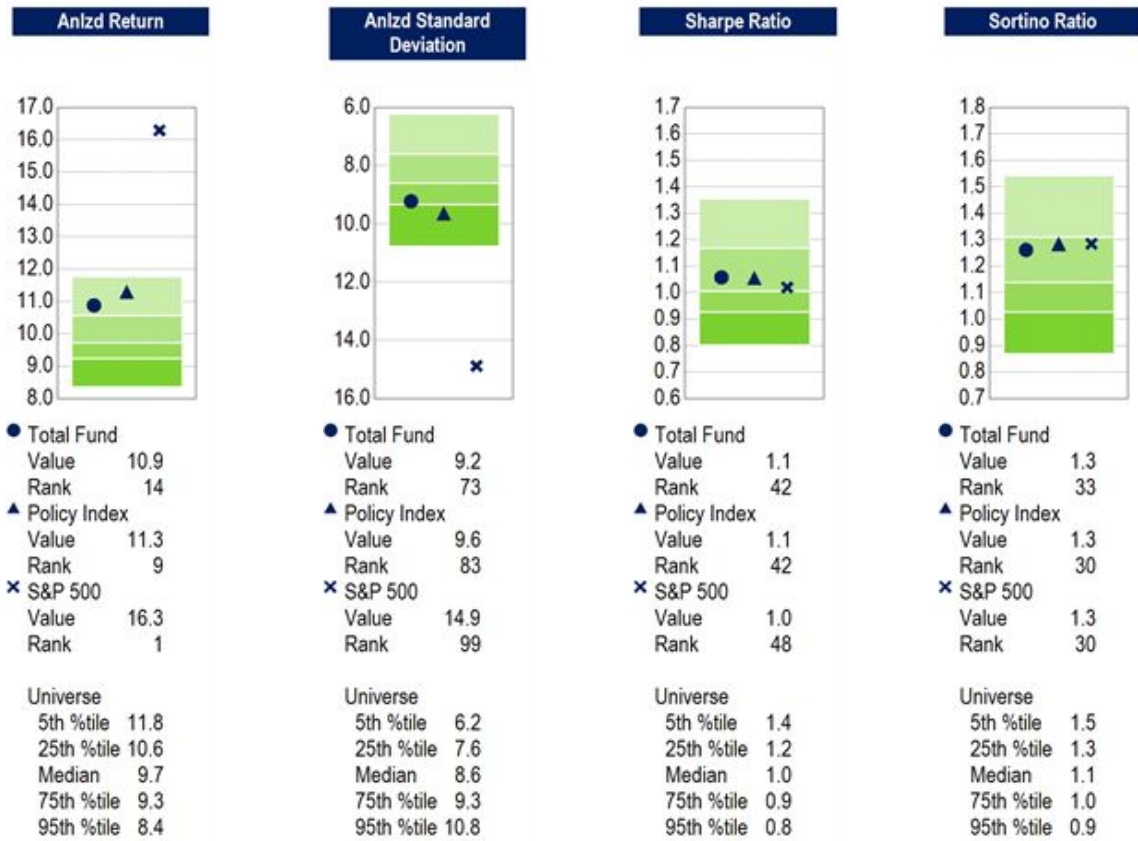 Anlzd Return
17.0
16.0
15.0
14.0
13.0
12.0
11.0
10.0
9.0
8.0
Total Fund
Value 10.9
Rank 14
Policy Index
Value 11.3
Rank 9
S&P 500
Value 16.3
Rank 1
Universe
5th %tile 11.8
25th %tile 10.6
Median 9.7
75th %tile 9.3
95th %tile 8.4
Anlzd Standard
Deviation
6.0
8.0
10.0
12.0
14.0
16.0
Total Fund
Value 9.2
Rank 73
Policy Index
Value 9.6
Rank 83
S&P 500
Value 14.9
Rank 99
Universe
5th %tile 6.2
25th %tile 7.6
Median 8.6
75th %tile 9.3
95th %tile 10.8
Sharpe Ratio
1.7
1.6
1.5
1.4
1.3
1.2
1.1
1.0
0.9
0.8
0.7
0.6
Total Fund
Value 1.1
Rank 42
Policy Index
Value 1.1
Rank 42
S&P 500
Value 1.0
Rank 48
Universe
5th %tile 1.4
25th %tile 1.2
Median 1.0
75th %tile 0.9
95th %tile 0.8
Sortino Ratio
1.8
1.7
1.6
1.5
1.4
1.3
1.2
1.1
1.0
0.9
0.8
0.7
Total Fund
Value 1.3
Rank 33
Policy Index
Value 1.3
Rank 30
S&P 500
Value 1.3
Rank 30
Universe
5th %tile 1.5
25th %tile 1.3
Median 1.1
75th %tile 1.0
95th %tile 0.9